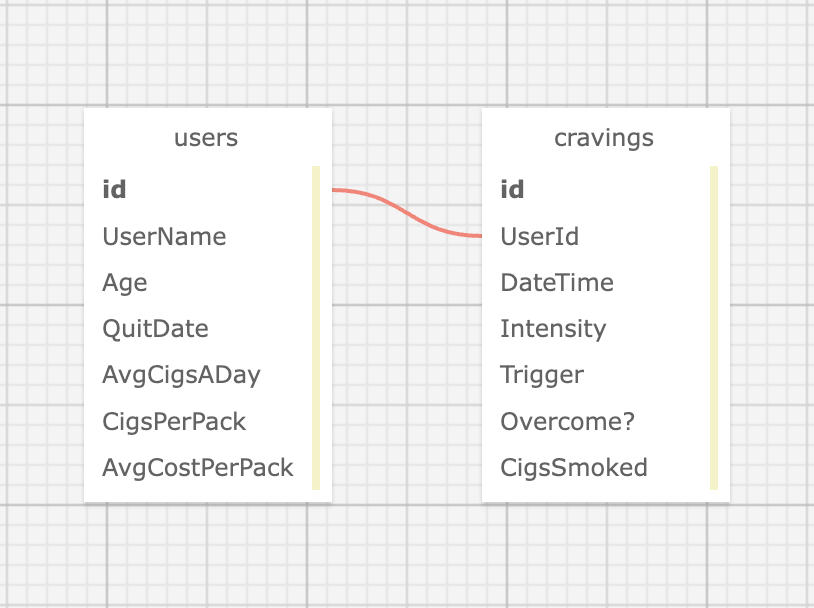 users
id
UserName
Age
QuitDate
AvgCigsADay
CigsPerPack
AvgCostPerPack
cravings
id
UserId
DateTime
Intensity
Trigger
Overcome?
CigsSmoked